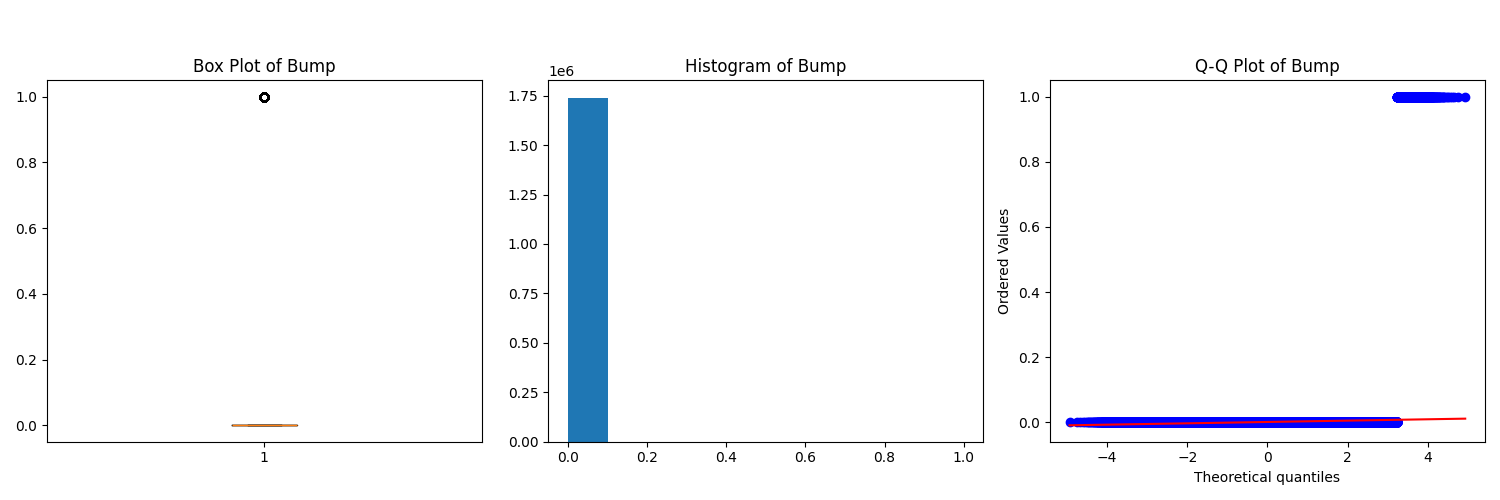 Box Plot of Bump
1.0
0.8
0.6
0.4
0.2
0.0
1
Histogram of Bump
1e6
1.75
1.50
1.25
1.00
0.75
0.50
0.25
0.00
0.0 0.2 0.4 0.6 0.8 1.0
Q-Q Plot of Bump
Ordered Values
1.0
0.8
0.6
0.4
0.2
0.0
−4 −2 0 2 4
Theoretical quantiles